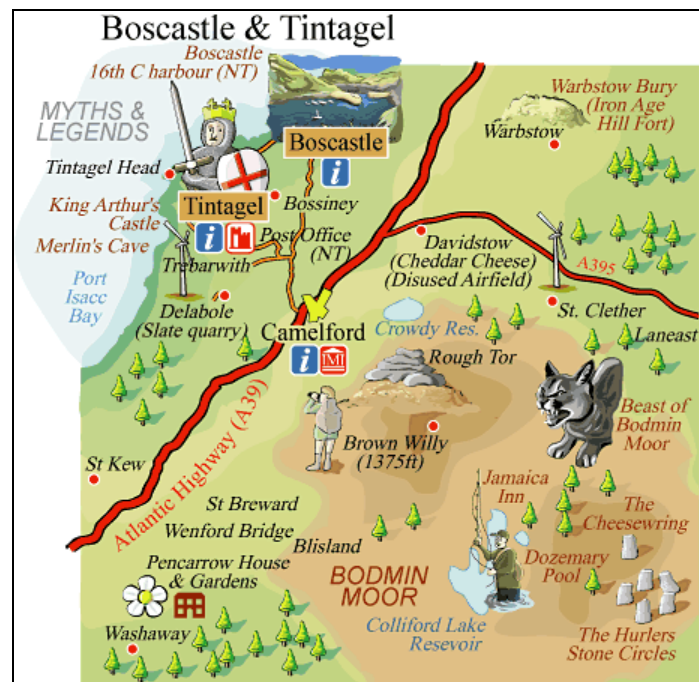 Boscastle & Tintagel
Boscastle
16th C harbour (NT)
MYTHS &
LEGENDS
Warbstow Bury
(Iron Age
Hill Fort)
Warbstow
Boscastle
i
Tintagel Head
Bossiney
King Arthur's
Castle
Merlin's Cave
Tintagel
i
Post Office
(NT)
Trebarwith
Davidstow
(Cheddar Cheese)
(Disused Airfield)
A395
Port
Isacc
Bay
Delabole
(Slate quarry)
St. Clether
Laneast
Camelford
i
Crowdy Res.
Rough Tor
Beast of
Bodmin
Moor
Brown Willy
(1375ft)
Atlantic Highway (A39)
St Kew
Jamaica
Inn
St Breward
Wenford Bridge
Blisland
The
Cheesewring
Dozemary
Pool
Pencarrow House
& Gardens
BODMIN
MOOR
Colliford Lake
Resevoir
The Hurlers
Stone Circles
Washaway